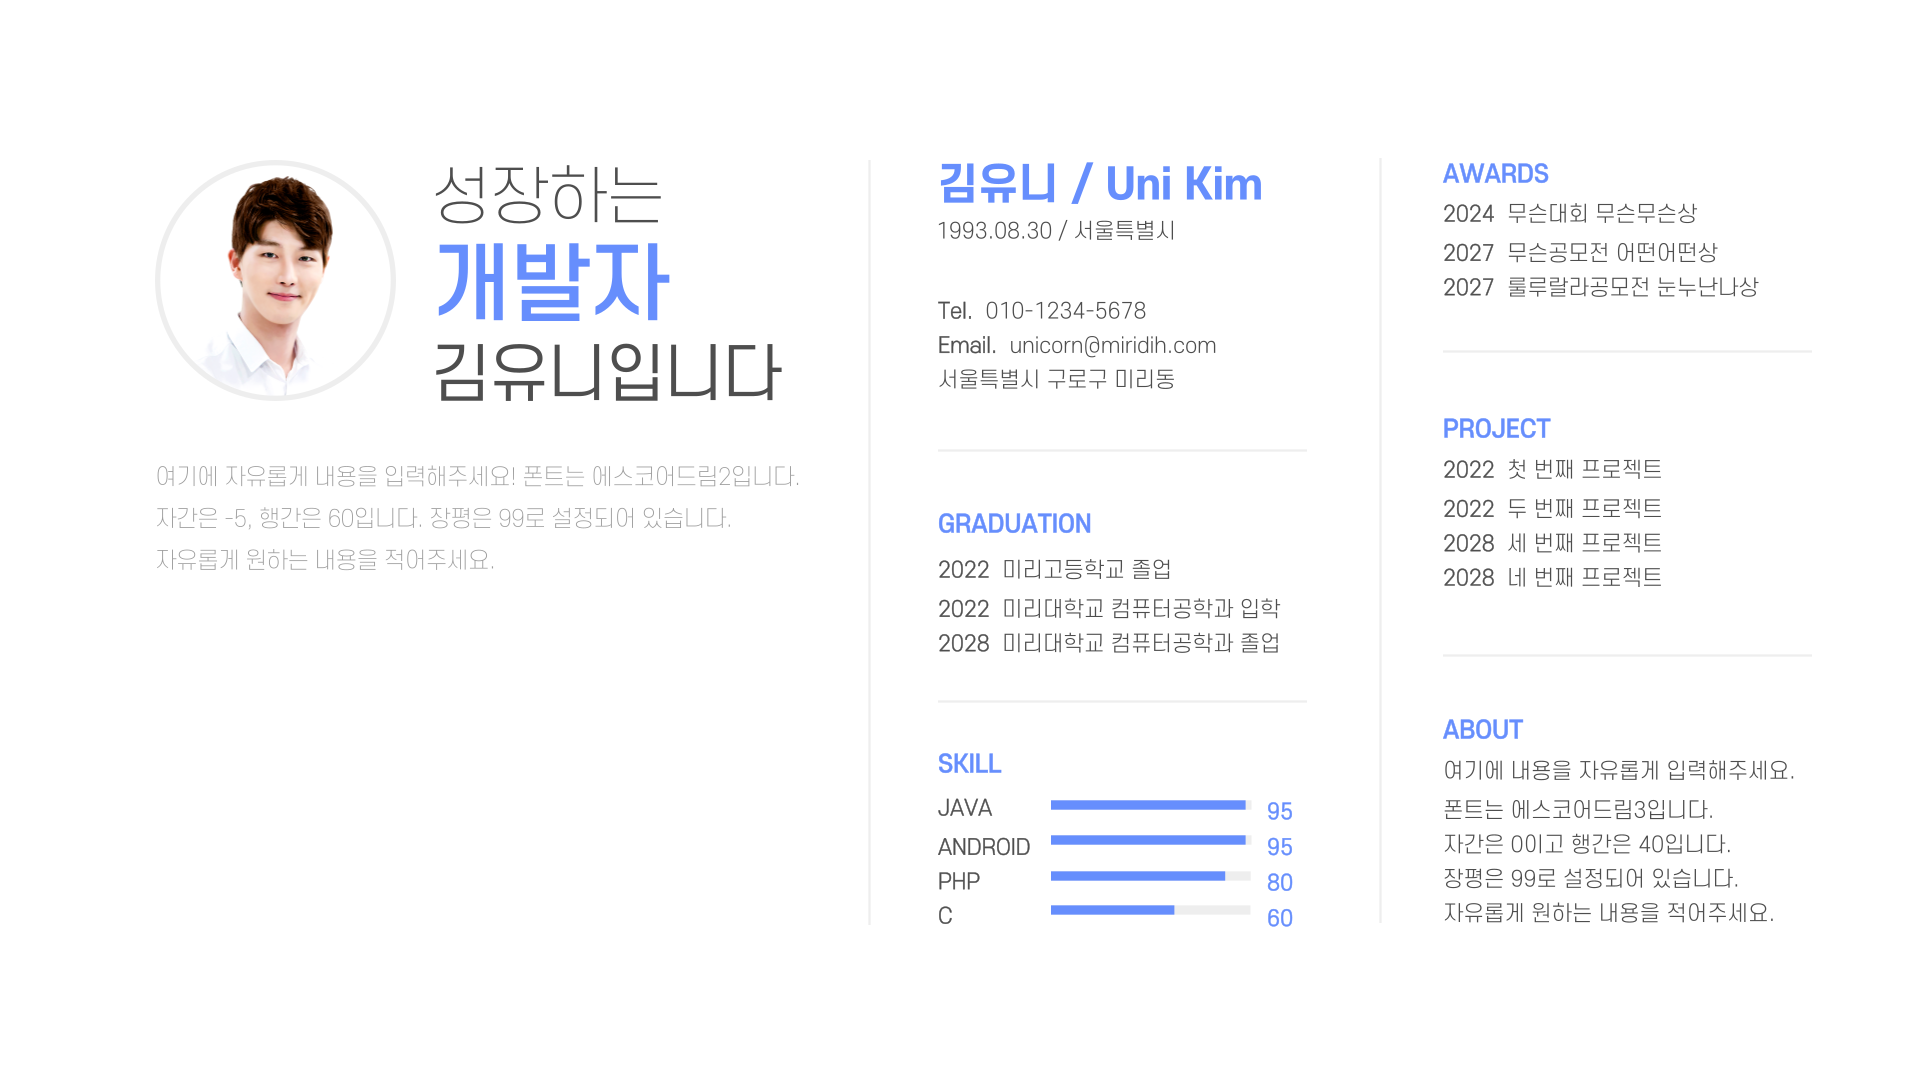 성장하는
개발자
김유니입니다
여기에 자유롭게 내용을 입력해주세요! 폰트는 에스코어드림2입니다.
자간은 -5, 행간은 60입니다. 장평은 99로 설정되어 있습니다.
자유롭게 원하는 내용을 적어주세요.
김유니 / Uni Kim
1993.08.30 / 서울특별시
Tel. 010-1234-5678
Email. unicorn@miridih.com
서울특별시 구로구 미리동
GRADUATION
2022 미리고등학교 졸업
2022 미리대학교 컴퓨터공학과 입학
2028 미리대학교 컴퓨터공학과 졸업
SKILL
JAVA 95
ANDROID 95
PHP 80
C 60
AWARDS
2024 무슨대회 무슨무슨상
2027 무슨공모전 어떤어떤상
2027 룰루랄라공모전 눈누난나상
PROJECT
2022 첫 번째 프로젝트
2022 두 번째 프로젝트
2028 세 번째 프로젝트
2028 네 번째 프로젝트
ABOUT
여기에 내용을 자유롭게 입력해주세요.
폰트는 에스코어드림3입니다.
자간은 0이고 행간은 40입니다.
장평은 99로 설정되어 있습니다.
자유롭게 원하는 내용을 적어주세요.